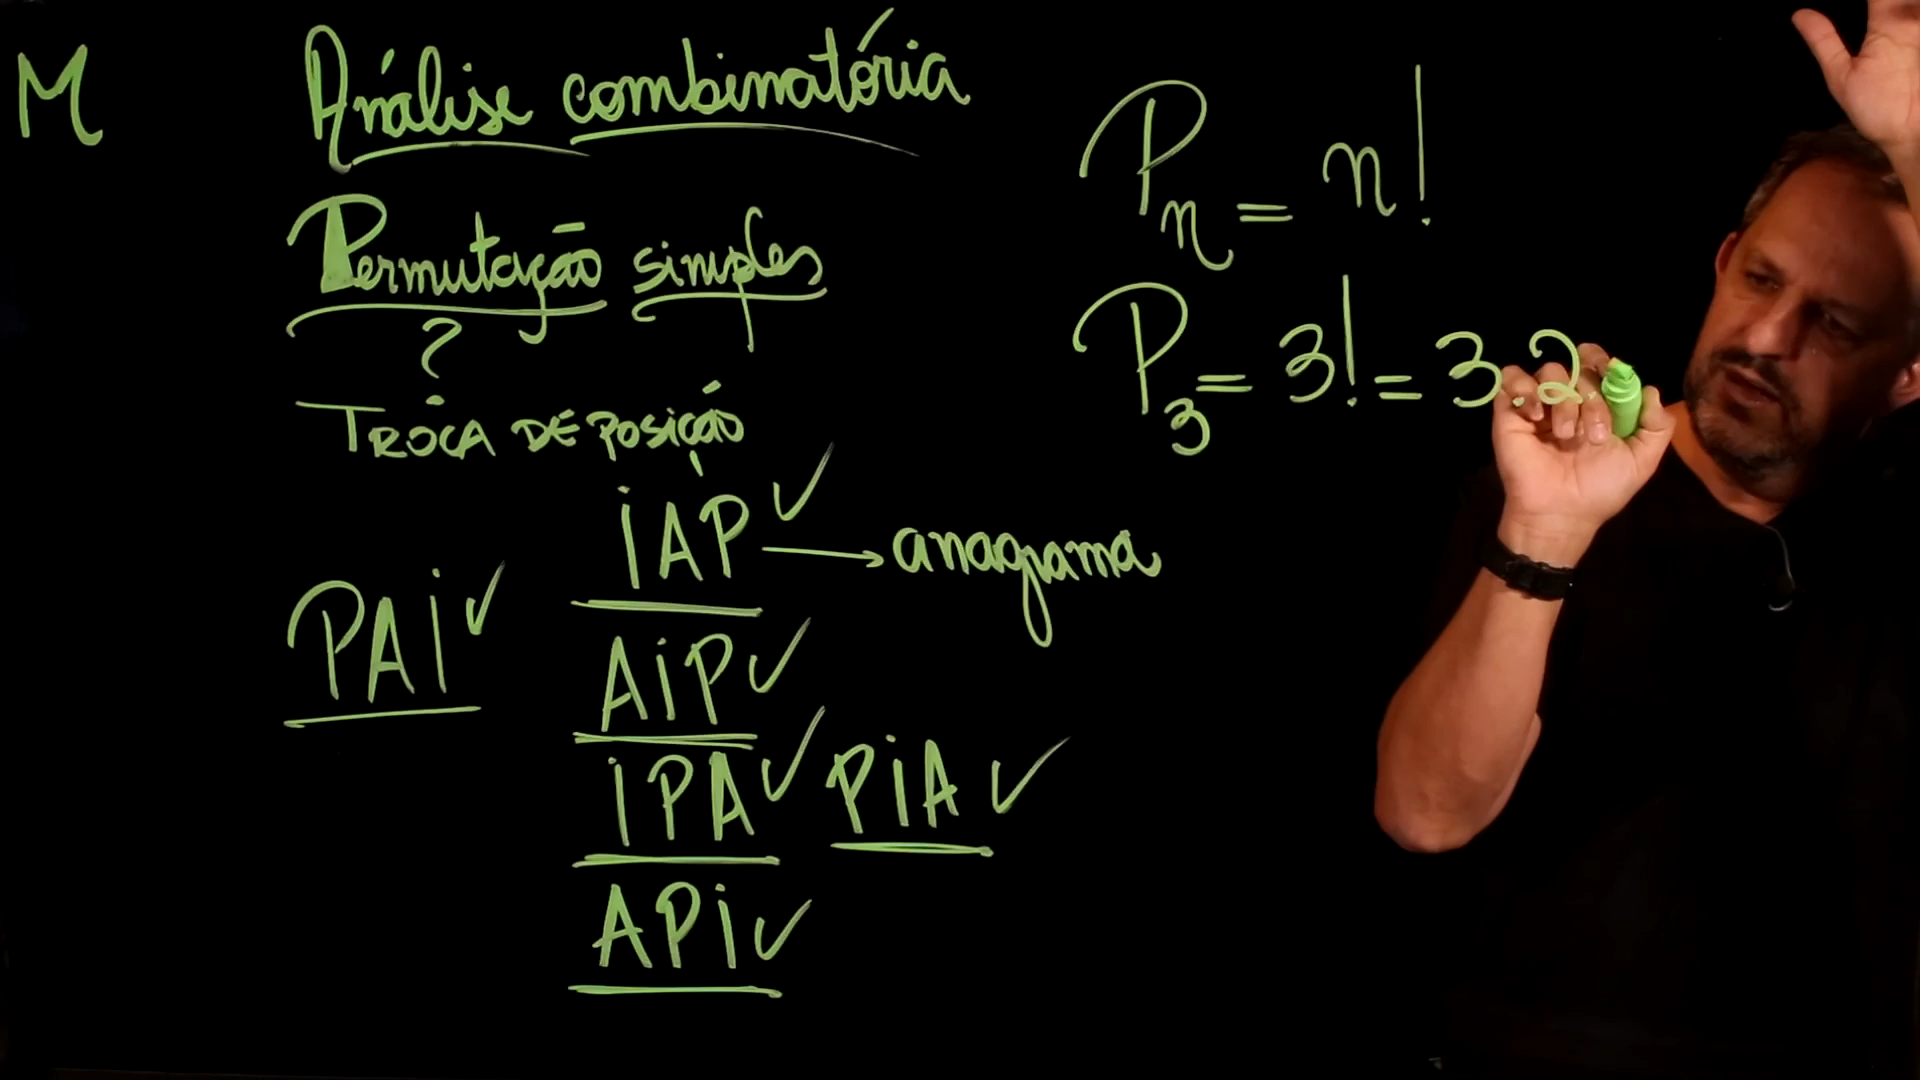 M
Análise combinatória
Permutação simples
?
TROCA DE POSIÇÃO
PAI ✓
IAP ✓ → anagrama
AIP ✓
IPA ✓ PIA ✓
API ✓
Pn = n!
P3 = 3! = 3.2.